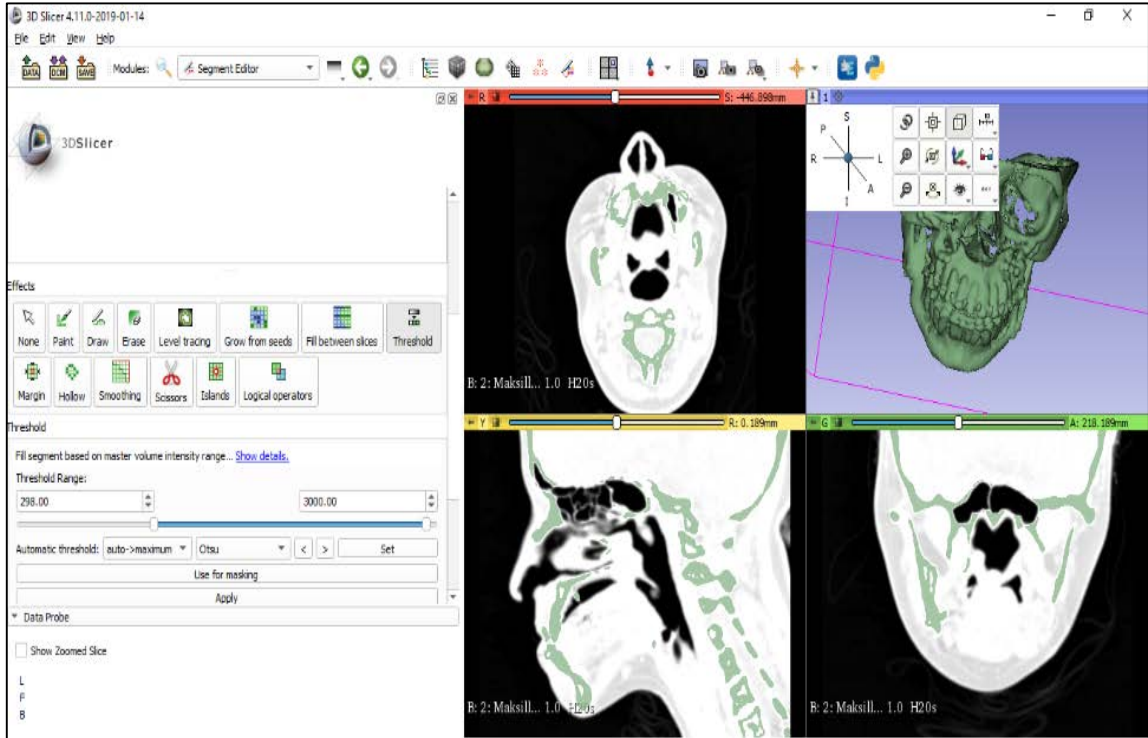 3D Slicer 4.11.0-2019-01-14
File Edit View Help
DATA DCM SAVE Modules: Segment Editor
R S: -446.898mm
1
3DSlicer
S
P
R L
A
I
Effects
None Paint Draw Erase Level tracing Grow from seeds Fill between slices Threshold
Margin Hollow Smoothing Scissors Islands Logical operators
B: 2: Maksill... 1.0 H20s
Y R: 0.189mm
G A: 218.189mm
Threshold
Fill segment based on master volume intensity range... Show details.
Threshold Range:
298.00 3000.00
Automatic threshold: auto->maximum Otsu < > Set
Use for masking
Apply
Data Probe
Show Zoomed Slice
L
F
B
B: 2: Maksill... 1.0 H20s
B: 2: Maksill... 1.0 H20s